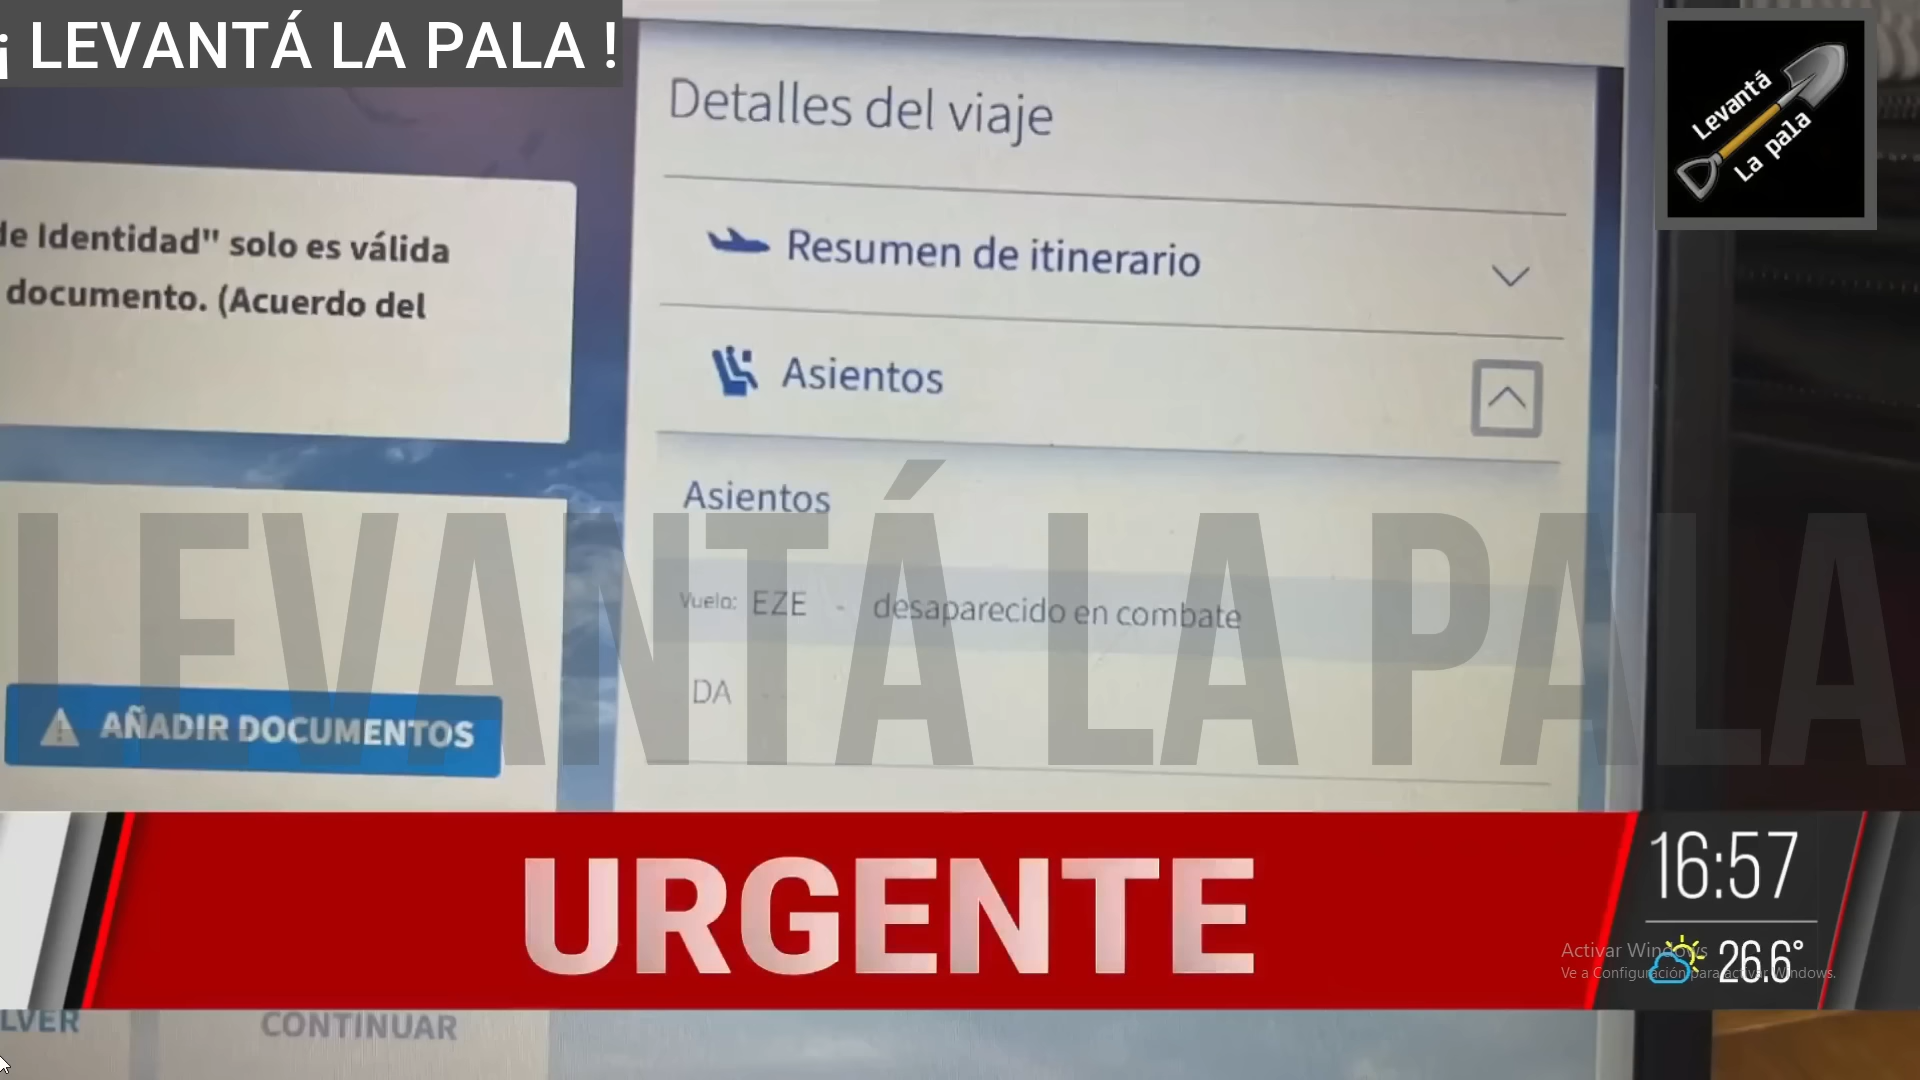 ¡ LEVANTÁ LA PALA !
Levantá
La pala
Detalles del viaje
Resumen de itinerario
Asientos
Asientos
Vuelo: EZE - desaparecido en combate
DA
de Identidad" solo es válida
documento. (Acuerdo del
AÑADIR DOCUMENTOS
LEVANTÁ LA PALA
URGENTE
16:57
26.6°
Activar Windows
Ve a Configuración para activar Windows.
LVER
CONTINUAR